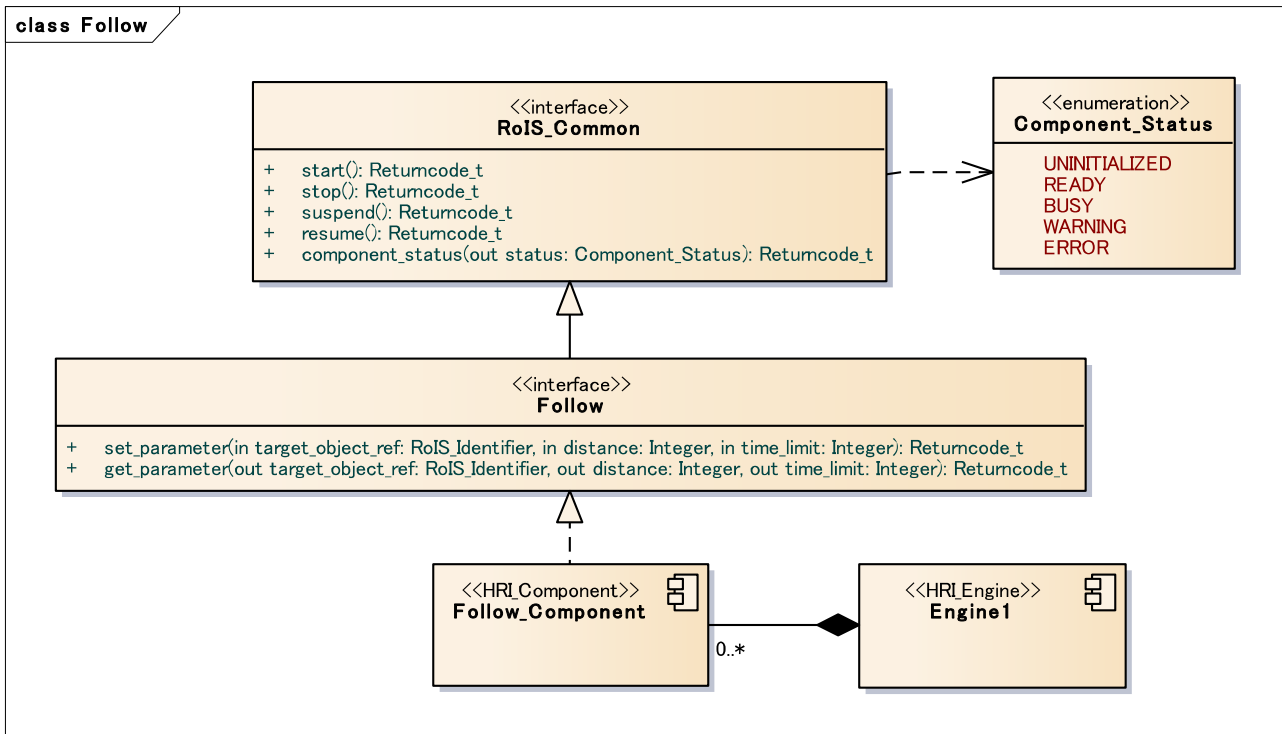 class Follow
<<interface>>
RoIS_Common
+ start(): Returncode_t
+ stop(): Returncode_t
+ suspend(): Returncode_t
+ resume(): Returncode_t
+ component_status(out status: Component_Status): Returncode_t
<<enumeration>>
Component_Status
UNINITIALIZED
READY
BUSY
WARNING
ERROR
<<interface>>
Follow
+ set_parameter(in target_object_ref: RoIS_Identifier, in distance: Integer, in time_limit: Integer): Returncode_t
+ get_parameter(out target_object_ref: RoIS_Identifier, out distance: Integer, out time_limit: Integer): Returncode_t
<<HRI_Component>>
Follow_Component
0..*
<<HRI_Engine>>
Engine1